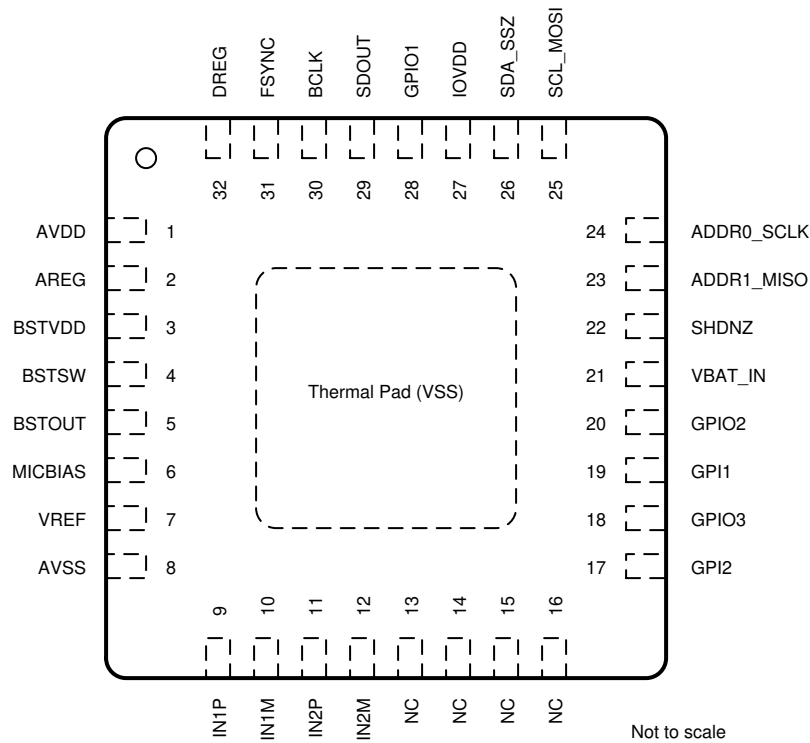 DREG
FSYNC
BCLK
SDOUT
GPIO1
IOVDD
SDA_SSZ
SCL_MOSI
32
31
30
29
28
27
26
25
AVDD
1
AREG
2
BSTVDD
3
BSTSW
4
BSTOUT
5
MICBIAS
6
VREF
7
AVSS
8
Thermal Pad (VSS)
24
ADDR0_SCLK
23
ADDR1_MISO
22
SHDNZ
21
VBAT_IN
20
GPIO2
19
GPI1
18
GPIO3
17
GPI2
9
10
11
12
13
14
15
16
IN1P
IN1M
IN2P
IN2M
NC
NC
NC
NC
Not to scale